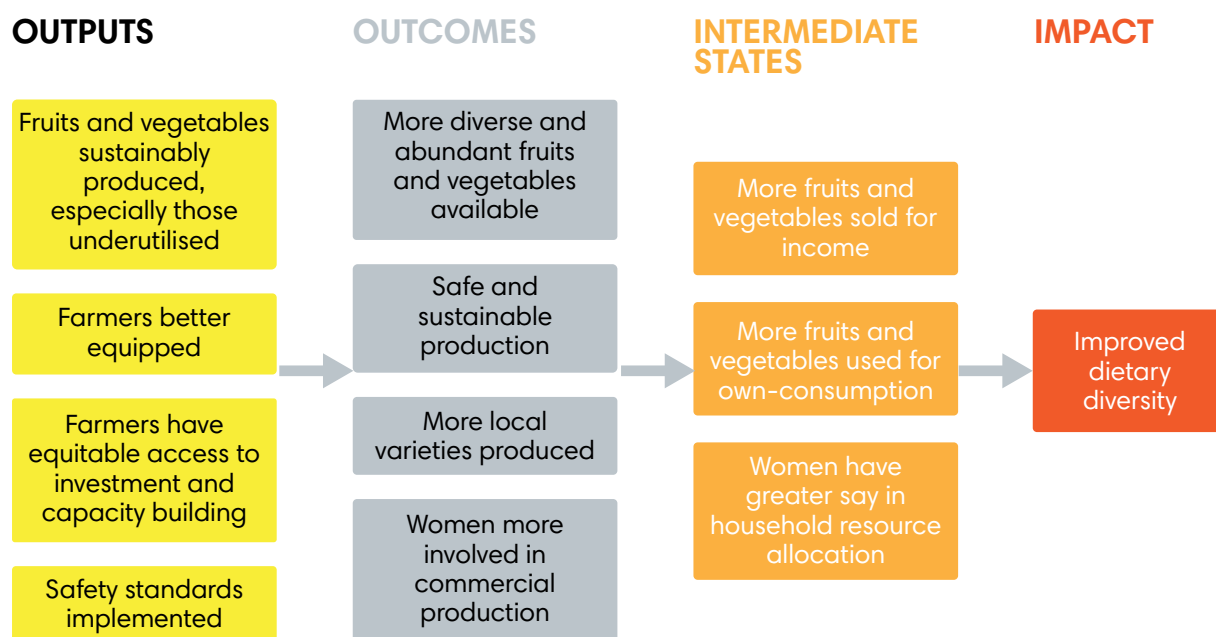 OUTPUTS
Fruits and vegetables
sustainably
produced,
especially those
underutilised
Farmers better
equipped
Farmers have
equitable access to
investment and
capacity building
Safety standards
implemented
OUTCOMES
More diverse and
abundant fruits
and vegetables
available
Safe and
sustainable
production
More local
varieties produced
Women more
involved in
commercial
production
INTERMEDIATE
STATES
More fruits and
vegetables sold for
income
More fruits and
vegetables used for
own-consumption
Women have
greater say in
household resource
allocation
IMPACT
Improved
dietary
diversity